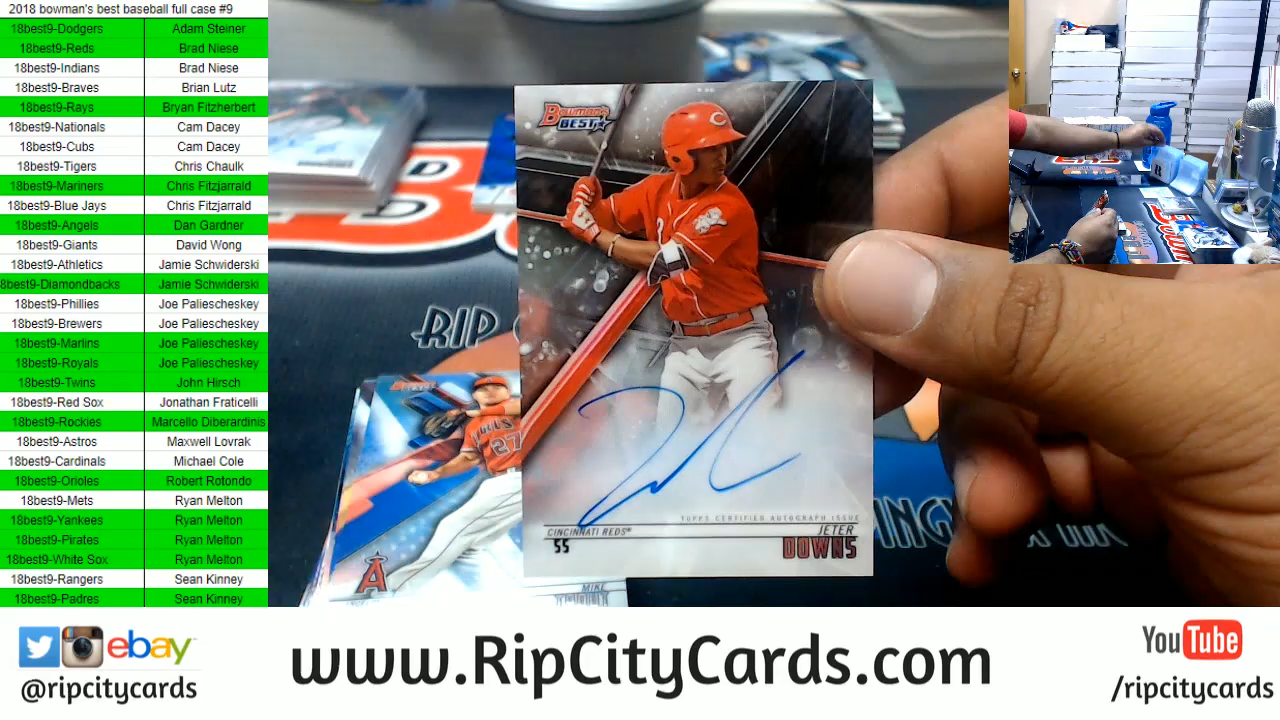 2018 bowman's best baseball full case #9
18best9-Dodgers Adam Steiner
18best9-Reds Brad Niese
18best9-Indians Brad Niese
18best9-Braves Brian Lutz
18best9-Rays Bryan Fitzherbert
18best9-Nationals Cam Dacey
18best9-Cubs Cam Dacey
18best9-Tigers Chris Chaulk
18best9-Mariners Chris Fitzjarrald
18best9-Blue Jays Chris Fitzjarrald
18best9-Angels Dan Gardner
18best9-Giants David Wong
18best9-Athletics Jamie Schwiderski
8best9-Diamondbacks Jamie Schwiderski
18best9-Phillies Joe Paliescheskey
18best9-Brewers Joe Paliescheskey
18best9-Marlins Joe Paliescheskey
18best9-Royals Joe Paliescheskey
18best9-Twins John Hirsch
18best9-Red Sox Jonathan Fraticelli
18best9-Rockies Marcello Diberardinis
18best9-Astros Maxwell Lovrak
18best9-Cardinals Michael Cole
18best9-Orioles Robert Rotondo
18best9-Mets Ryan Melton
18best9-Yankees Ryan Melton
18best9-Pirates Ryan Melton
18best9-White Sox Ryan Melton
18best9-Rangers Sean Kinney
18best9-Padres Sean Kinney
Bowman's
BEST
C
RIP
27
A
TOPPS CERTIFIED AUTOGRAPH ISSUE
CINCINNATI REDS® JETER
55 DOWNS
MIKE
ebay
@ripcitycards
www.RipCityCards.com
YouTube
/ripcitycards